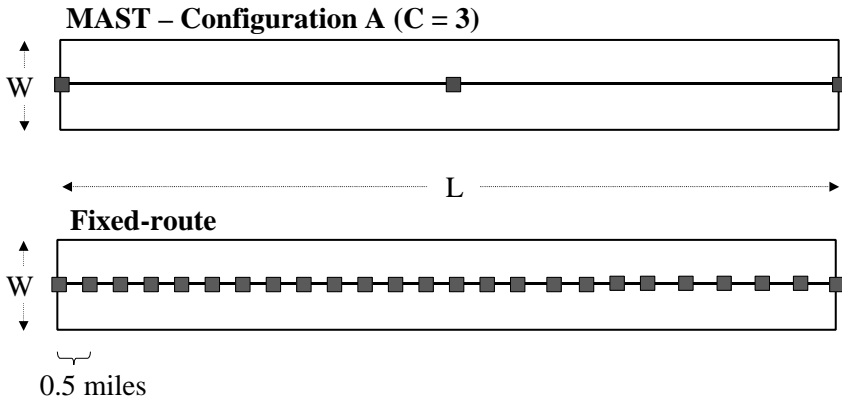 MAST – Configuration A (C = 3)
W
L
Fixed-route
W
0.5 miles